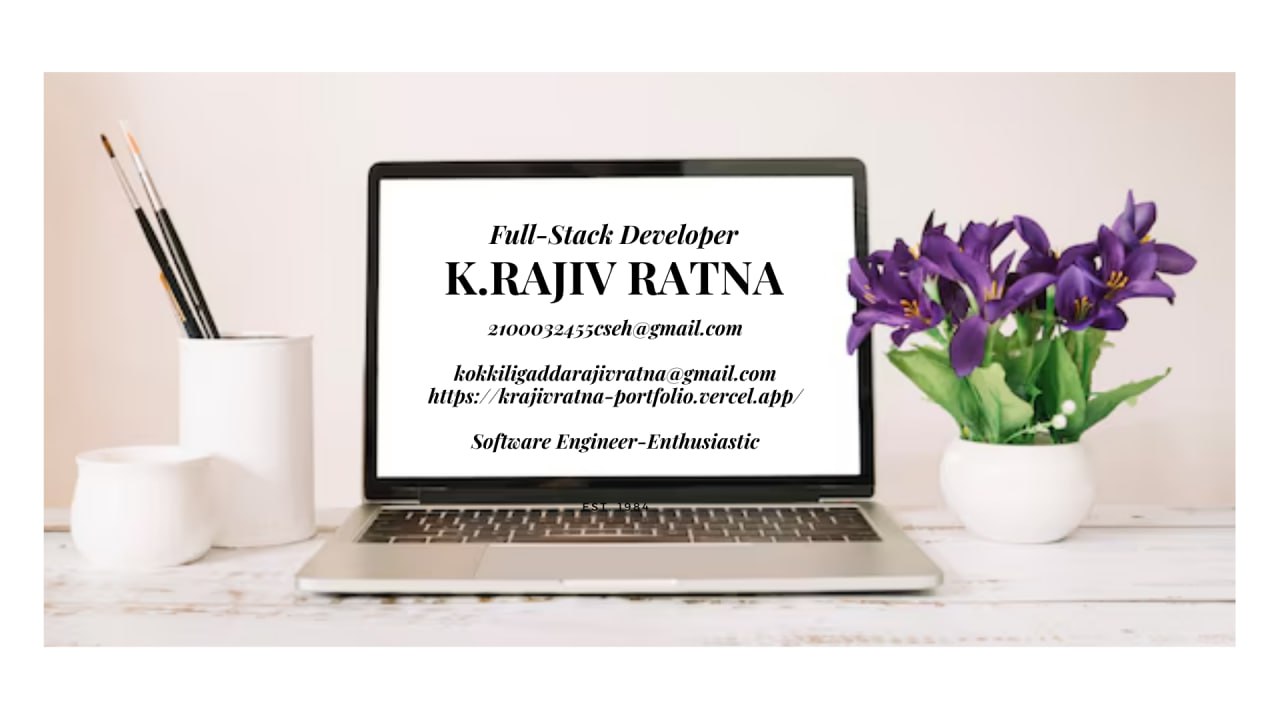 Full-Stack Developer
K.RAJIV RATNA
2100032455cseh@gmail.com
kokkiligaddarajivratna@gmail.com
https://krajivratna-portfolio.vercel.app/
Software Engineer-Enthusiastic
EST. 1984